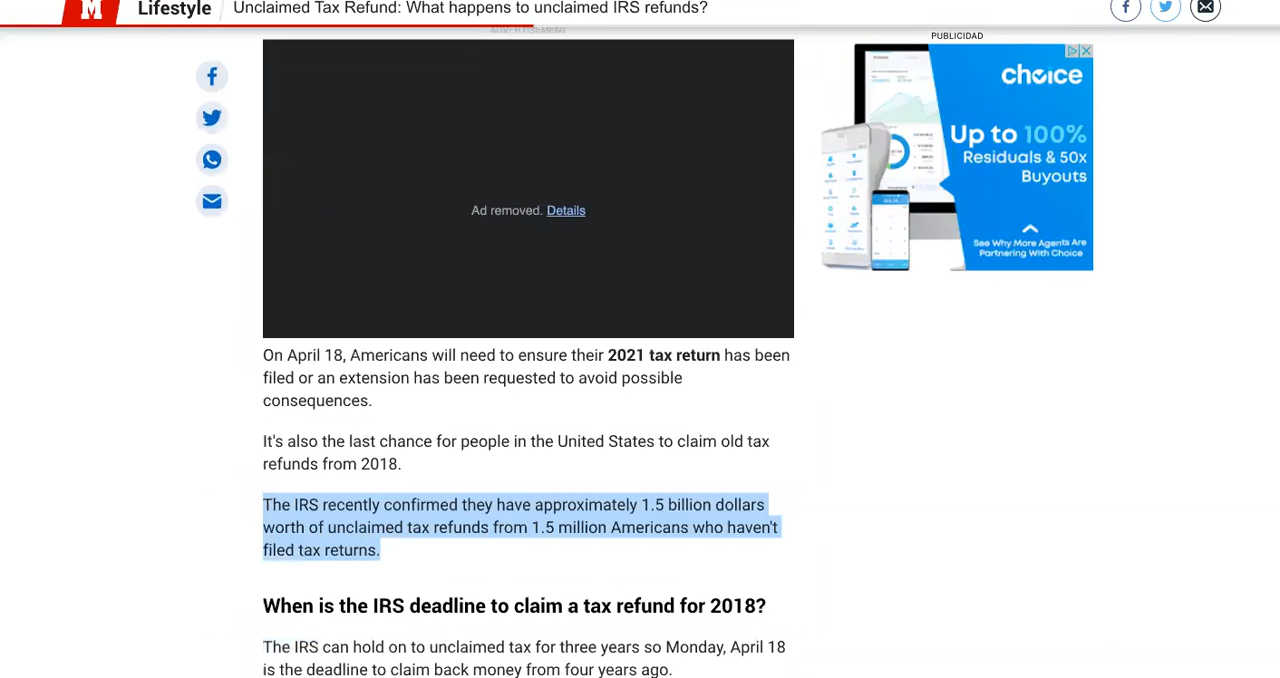 M Lifestyle Unclaimed Tax Refund: What happens to unclaimed IRS refunds?
ADVERTISEMENT
PUBLICIDAD
Ad removed. Details
choice
Up to 100%
Residuals & 50x
Buyouts
See Why More Agents Are
Partnering With Choice
On April 18, Americans will need to ensure their 2021 tax return has been
filed or an extension has been requested to avoid possible
consequences.
It's also the last chance for people in the United States to claim old tax
refunds from 2018.
The IRS recently confirmed they have approximately 1.5 billion dollars
worth of unclaimed tax refunds from 1.5 million Americans who haven't
filed tax returns.
When is the IRS deadline to claim a tax refund for 2018?
The IRS can hold on to unclaimed tax for three years so Monday, April 18
is the deadline to claim back money from four years ago.